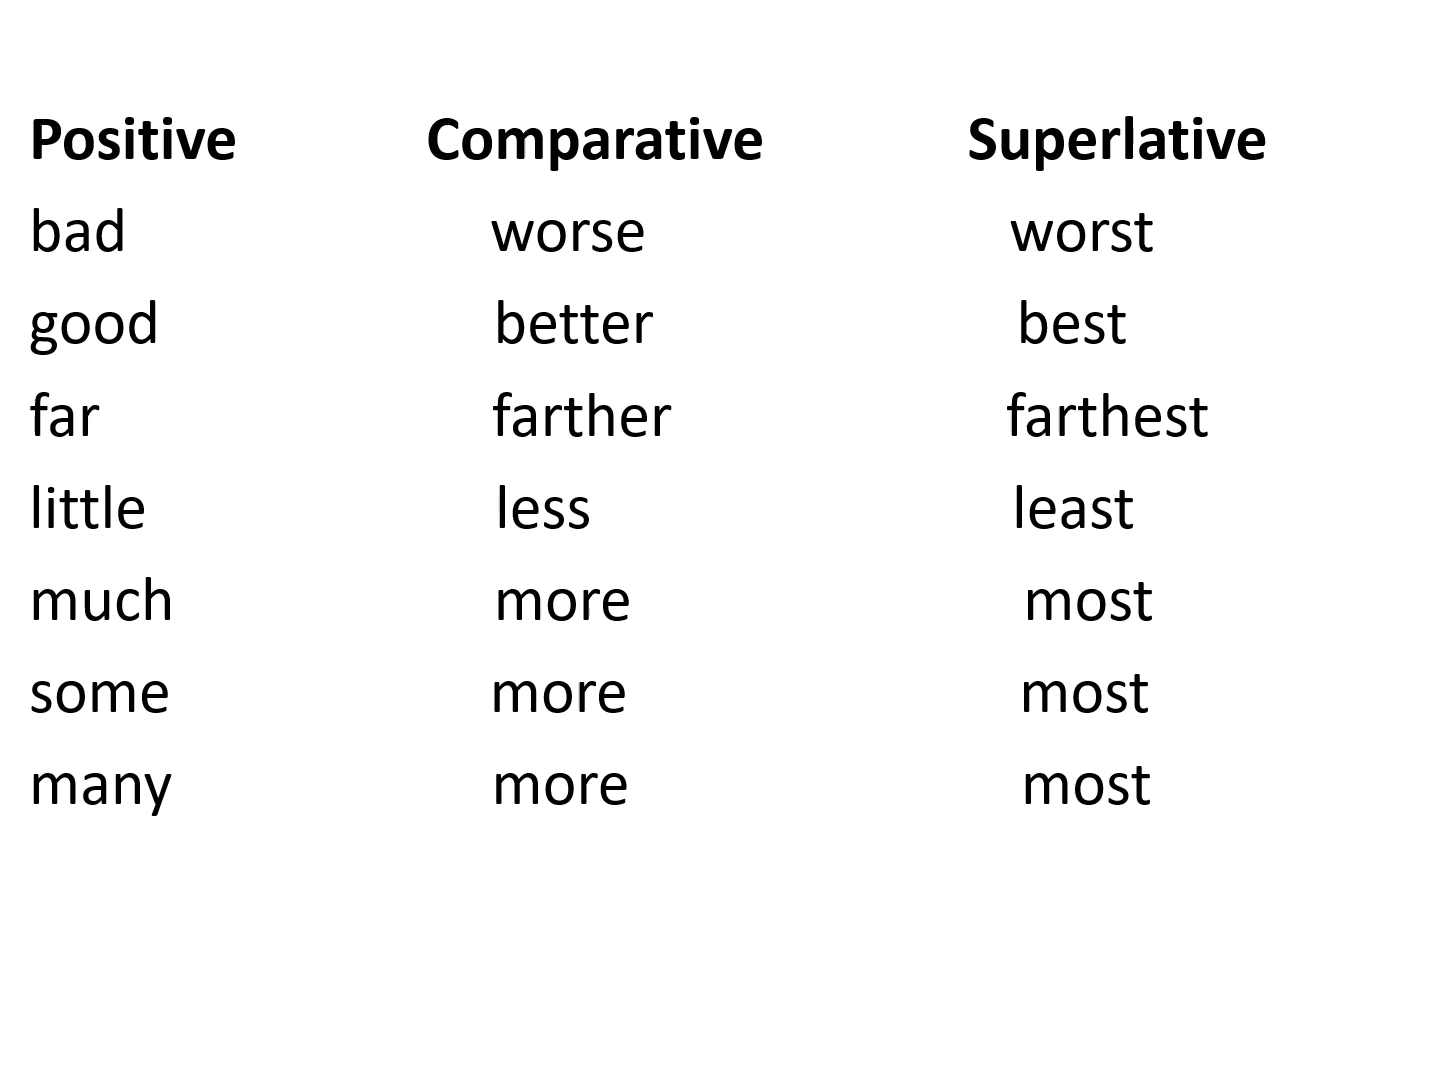 Positive Comparative Superlative
bad worse worst
good better best
far farther farthest
little less least
much more most
some more most
many more most